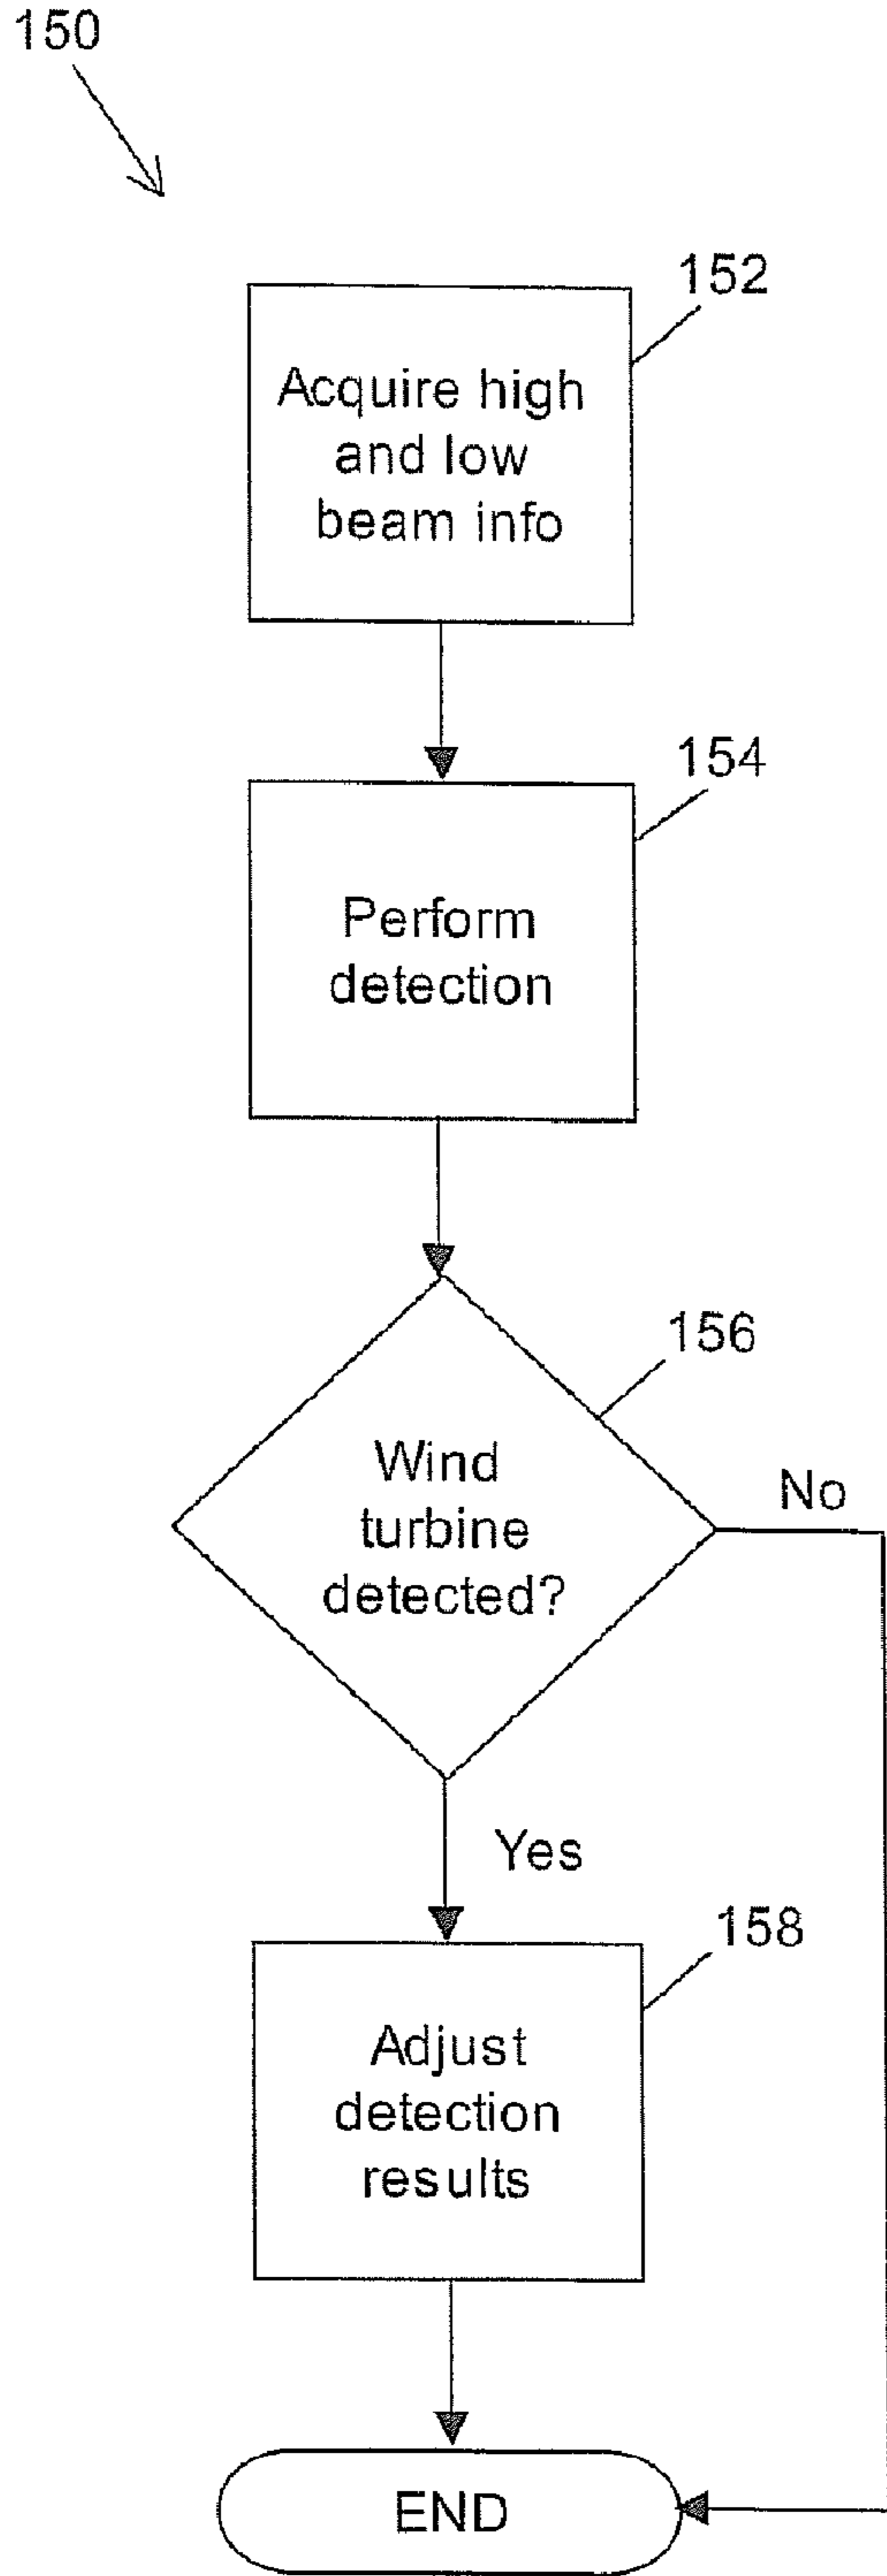 150
152
Acquire high
and low
beam info
154
Perform
detection
156
Wind
turbine
detected?
No
Yes
158
Adjust
detection
results
END